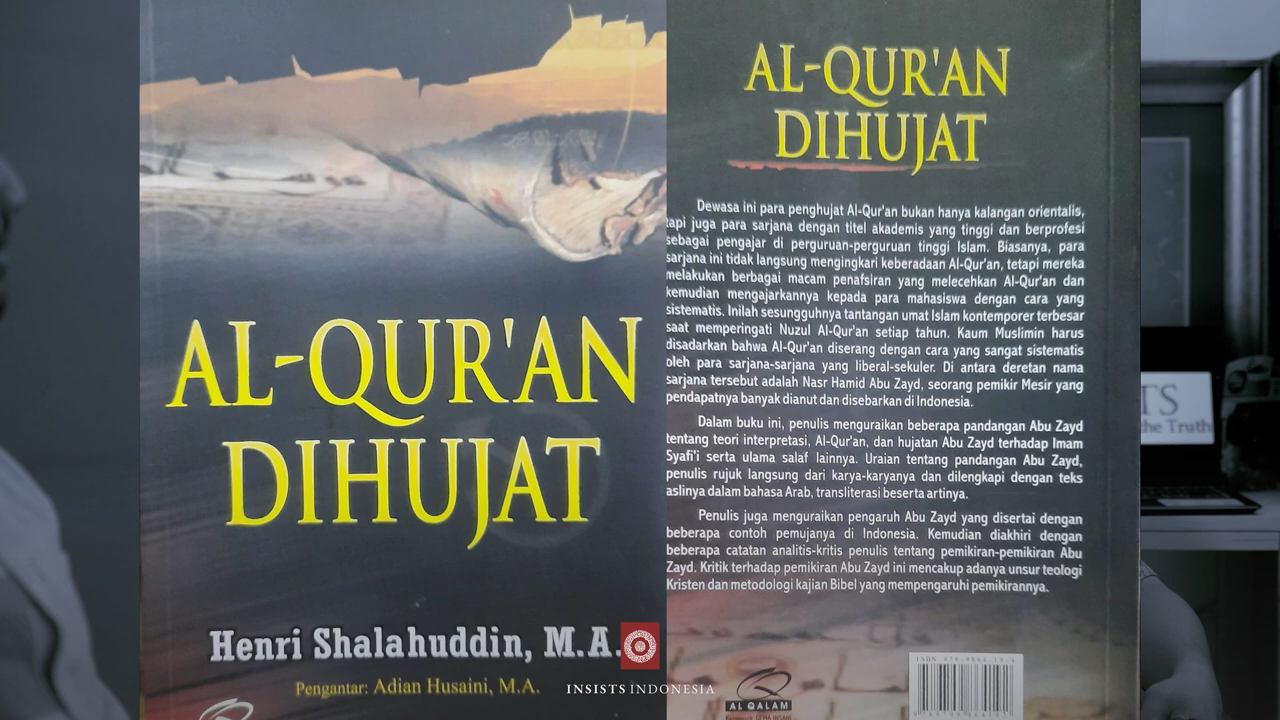 AL-QUR'AN
DIHUJAT
Henri Shalahuddin, M.A.
Pengantar: Adian Husaini, M.A.
INSISTS INDONESIA
AL-QUR'AN
DIHUJAT
Dewasa ini para penghujat Al-Qur'an bukan hanya kalangan orientalis,
tapi juga para sarjana dengan titel akademis yang tinggi dan berprofesi
sebagai pengajar di perguruan-perguruan tinggi Islam. Biasanya, para
sarjana ini tidak langsung mengingkari keberadaan Al-Qur'an, tetapi mereka
melakukan berbagai macam penafsiran yang melecehkan Al-Qur'an dan
kemudian mengajarkannya kepada para mahasiswa dengan cara yang
sistematis. Inilah sesungguhnya tantangan umat Islam kontemporer terbesar
saat memperingati Nuzul Al-Qur'an setiap tahun. Kaum Muslimin harus
disadarkan bahwa Al-Qur'an diserang dengan cara yang sangat sistematis
oleh para sarjana-sarjana yang liberal-sekuler. Di antara deretan nama
sarjana tersebut adalah Nasr Hamid Abu Zayd, seorang pemikir Mesir yang
pendapatnya banyak dianut dan disebarkan di Indonesia.
Dalam buku ini, penulis menguraikan beberapa pandangan Abu Zayd
tentang teori interpretasi, Al-Qur'an, dan hujatan Abu Zayd terhadap Imam
Syafi'i serta ulama salaf lainnya. Uraian tentang pandangan Abu Zayd,
penulis rujuk langsung dari karya-karyanya dan dilengkapi dengan teks
aslinya dalam bahasa Arab, transliterasi beserta artinya.
Penulis juga menguraikan pengaruh Abu Zayd yang disertai dengan
beberapa contoh pemujanya di Indonesia. Kemudian diakhiri dengan
beberapa catatan analitis-kritis penulis tentang pemikiran-pemikiran Abu
Zayd. Kritik terhadap pemikiran Abu Zayd ini mencakup adanya unsur teologi
Kristen dan metodologi kajian Bibel yang mempengaruhi pemikirannya.
AL QALAM
ISBN
TS
the Truth